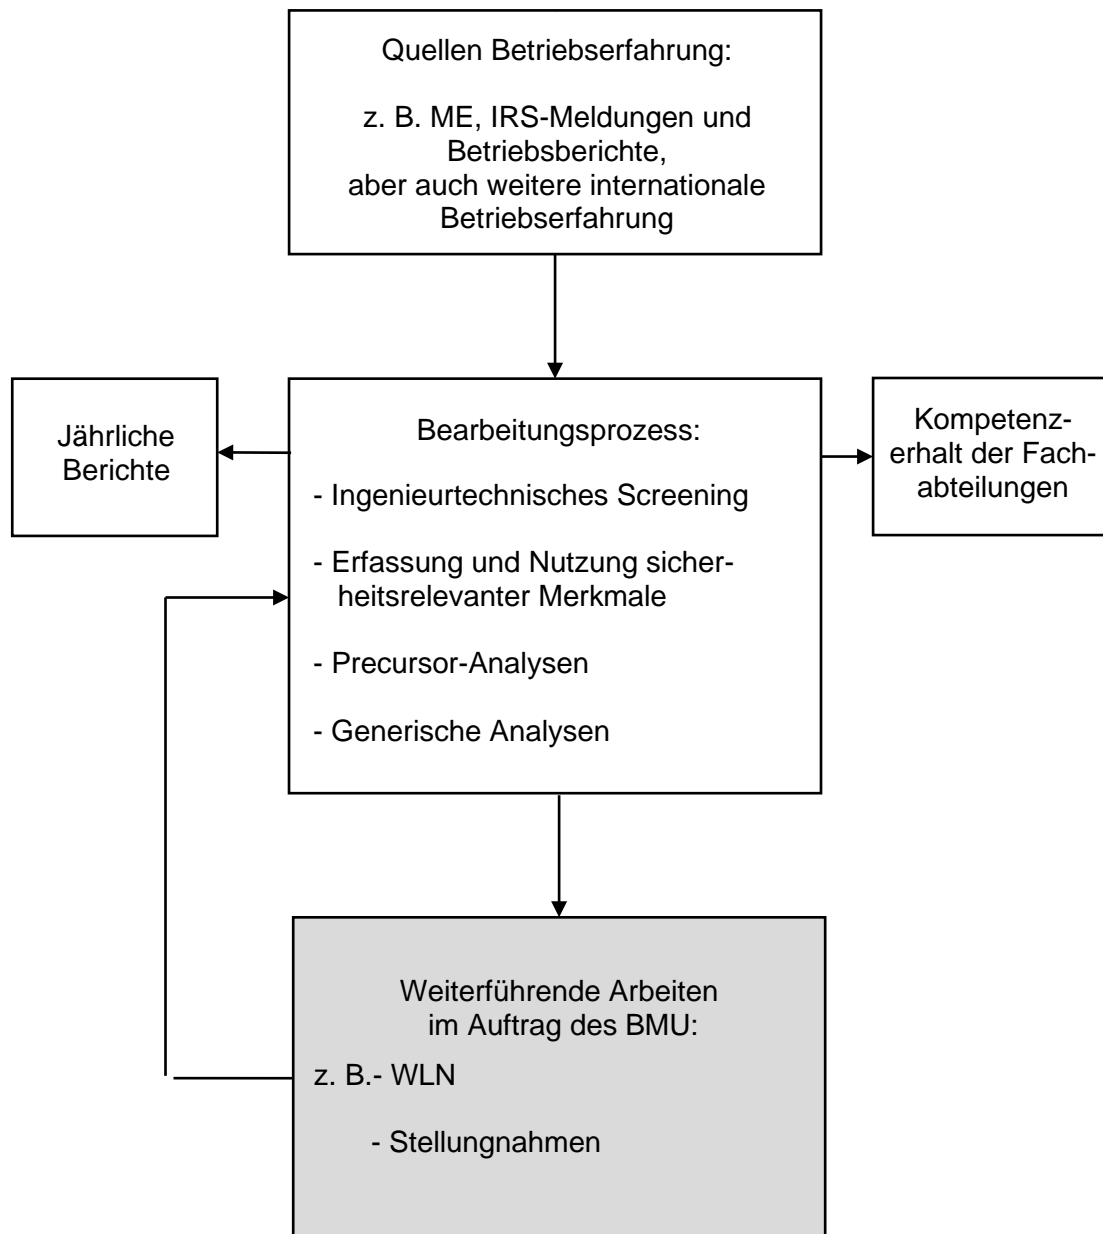 Quellen Betriebserfahrung:
z. B. ME, IRS-Meldungen und
Betriebsberichte,
aber auch weitere internationale
Betriebserfahrung
Jährliche
Berichte
Bearbeitungsprozess:
- Ingenieurtechnisches Screening
- Erfassung und Nutzung sicher-
heitsrelevanter Merkmale
- Precursor-Analysen
- Generische Analysen
Kompetenz-
erhalt der Fach-
abteilungen
Weiterführende Arbeiten
im Auftrag des BMU:
z. B.- WLN
- Stellungnahmen